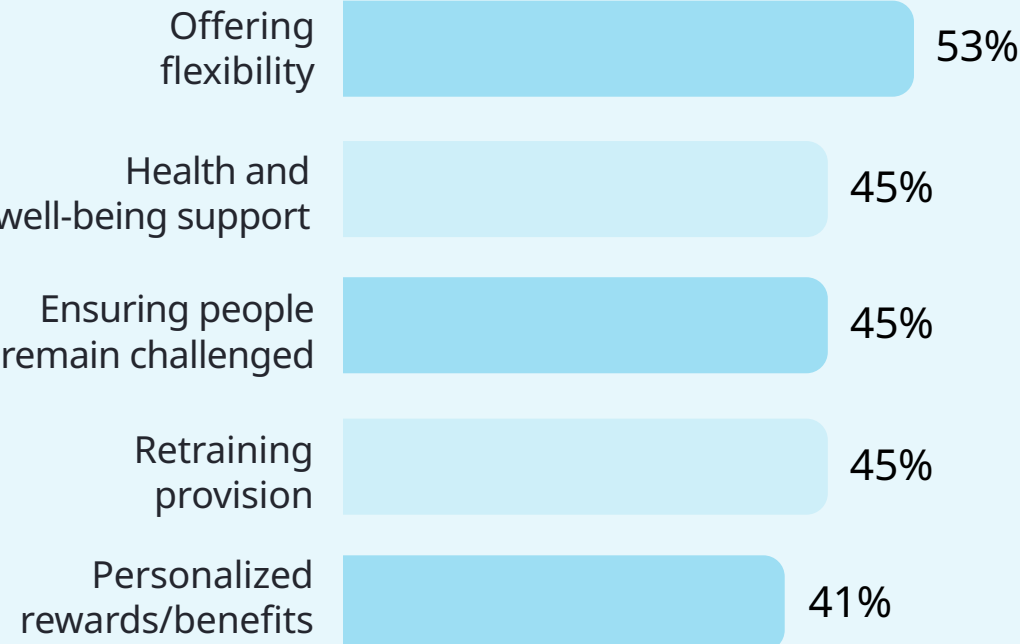 Offering
flexibility
53%
Health and
well-being support
45%
Ensuring people
remain challenged
45%
Retraining
provision
45%
Personalized
rewards/benefits
41%